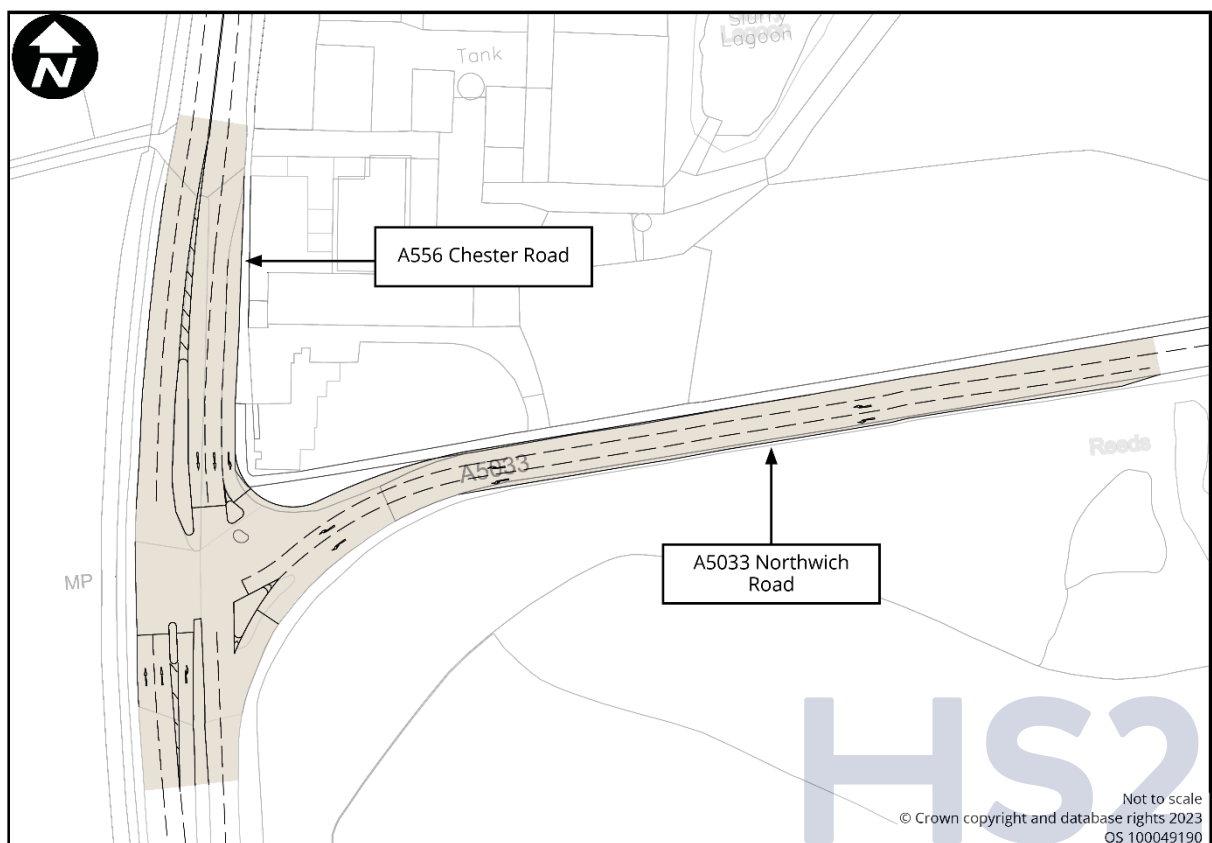 N
Slurry
Lagoon
Tank
A556 Chester Road
A5033
Reeds
A5033 Northwich
Road
MP
HS2
Not to scale
© Crown copyright and database rights 2023
OS 100049190